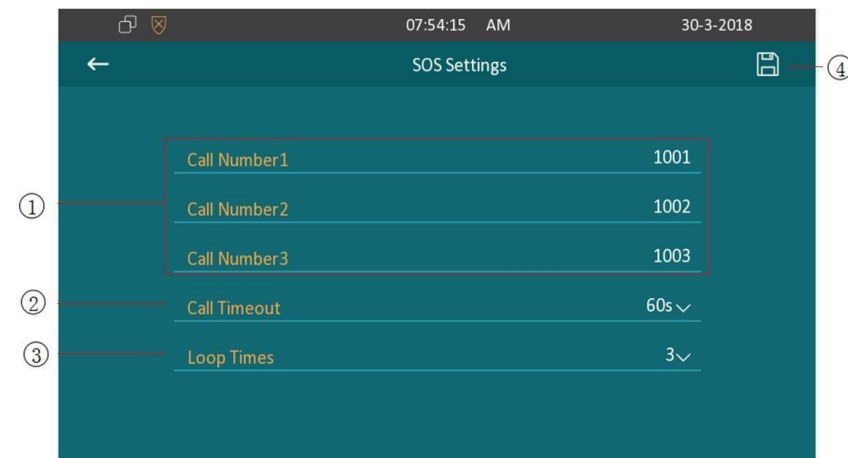 07:54:15 AM 30-3-2018
SOS Settings ④
Call Number1 1001
① Call Number2 1002
Call Number3 1003
② Call Timeout 60s
③ Loop Times 3